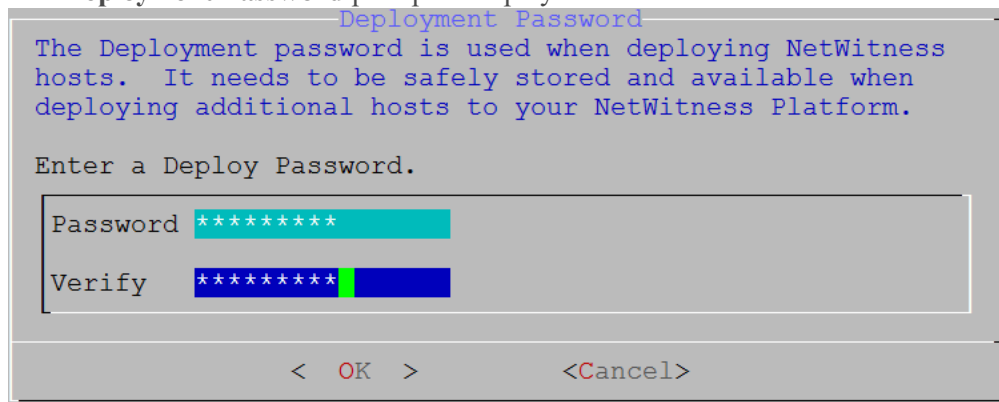 Deployment Password
The Deployment password is used when deploying NetWitness
hosts.  It needs to be safely stored and available when
deploying additional hosts to your NetWitness Platform.
Enter a Deploy Password.
Password *********
Verify *********
< OK > <Cancel>